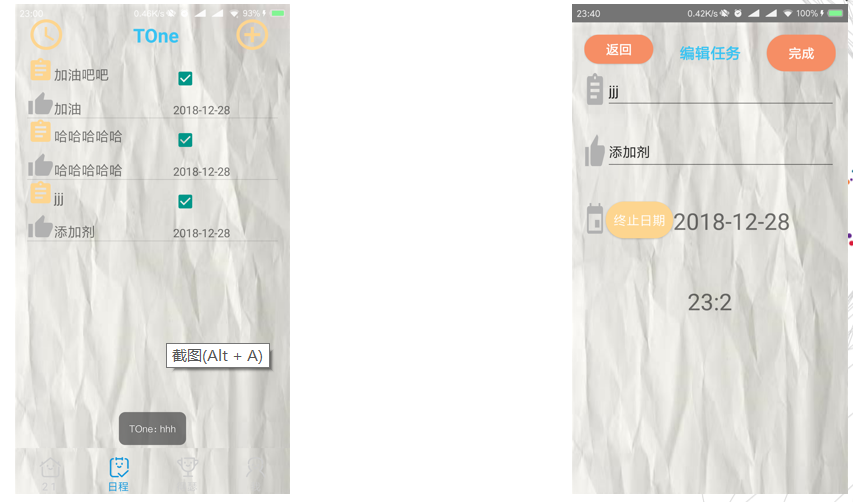 23:00 0.48K/s 93%
TOne
加油吧吧
加油
2018-12-28
哈哈哈哈哈
哈哈哈哈哈
2018-12-28
jjj
添加剂
2018-12-28
截图(Alt + A)
TOne: hhh
2.1
日程
23:40 0.42K/s 100%
返回
编辑任务
完成
jjj
添加剂
终止日期
2018-12-28
23:2